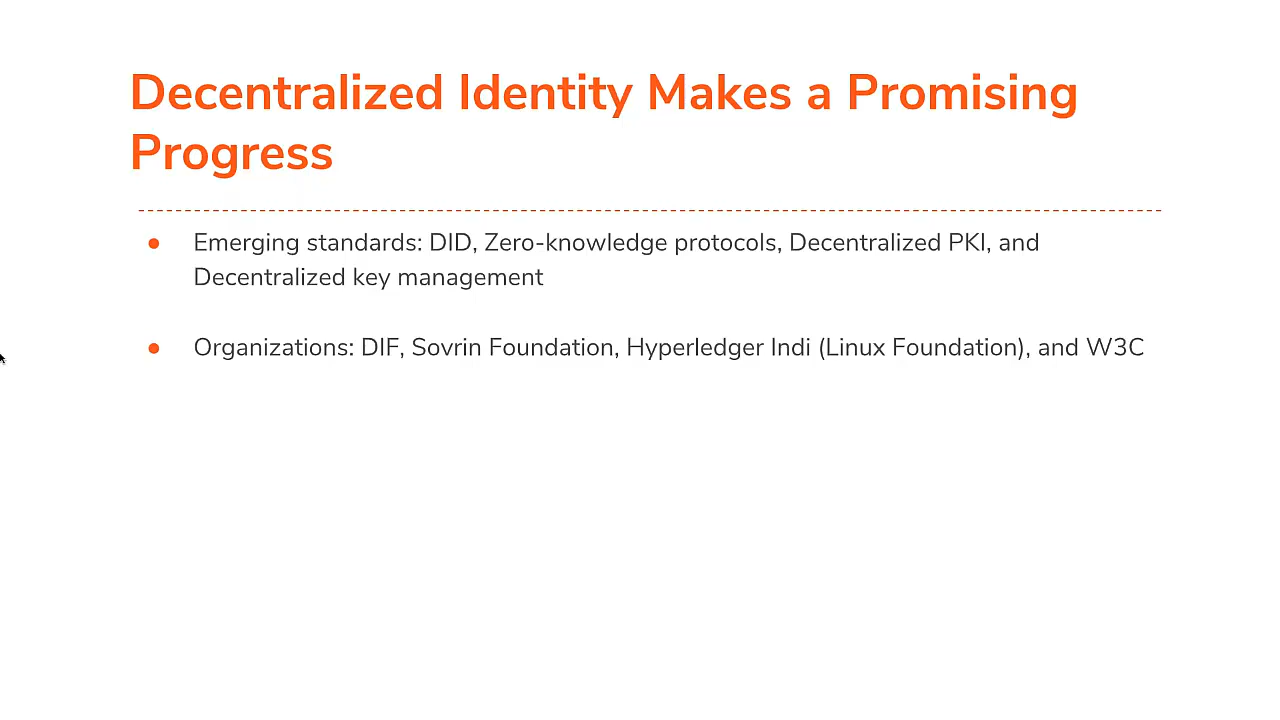 Decentralized Identity Makes a Promising
Progress
● Emerging standards: DID, Zero-knowledge protocols, Decentralized PKI, and
Decentralized key management
● Organizations: DIF, Sovrin Foundation, Hyperledger Indi (Linux Foundation), and W3C